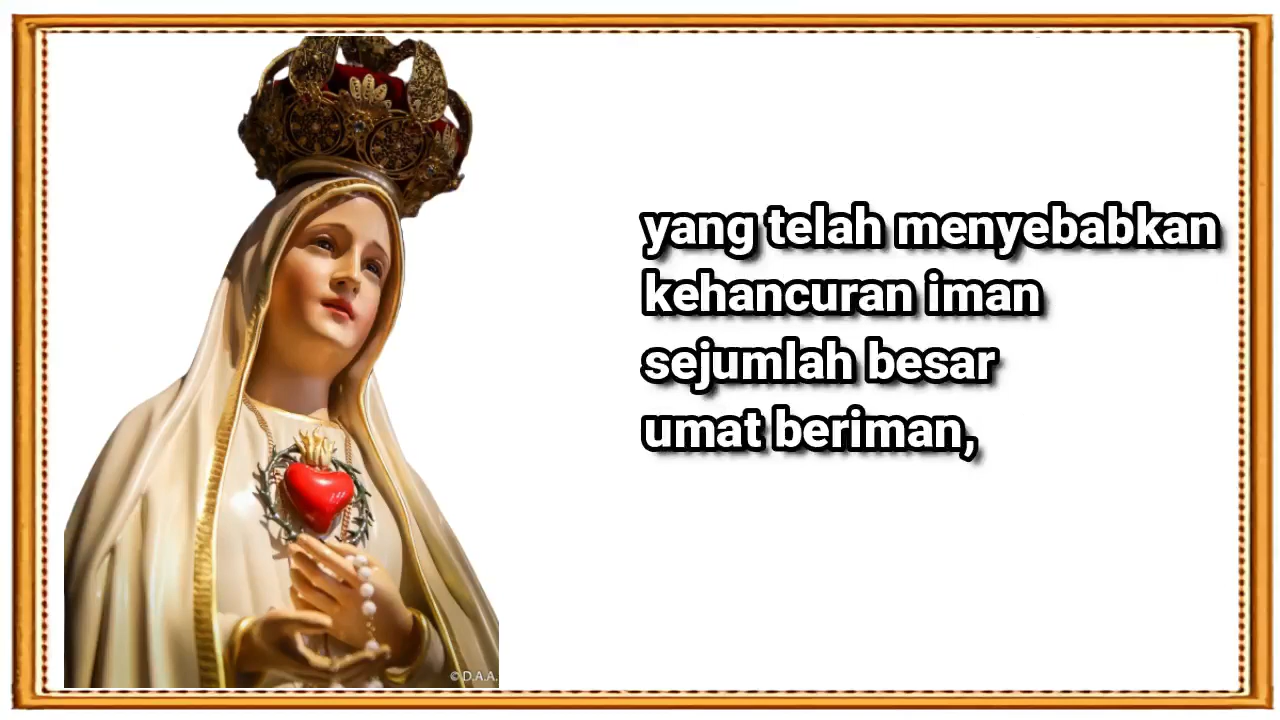 yang telah menyebabkan
kehancuran iman
sejumlah besar
umat beriman,
© D.A.A.